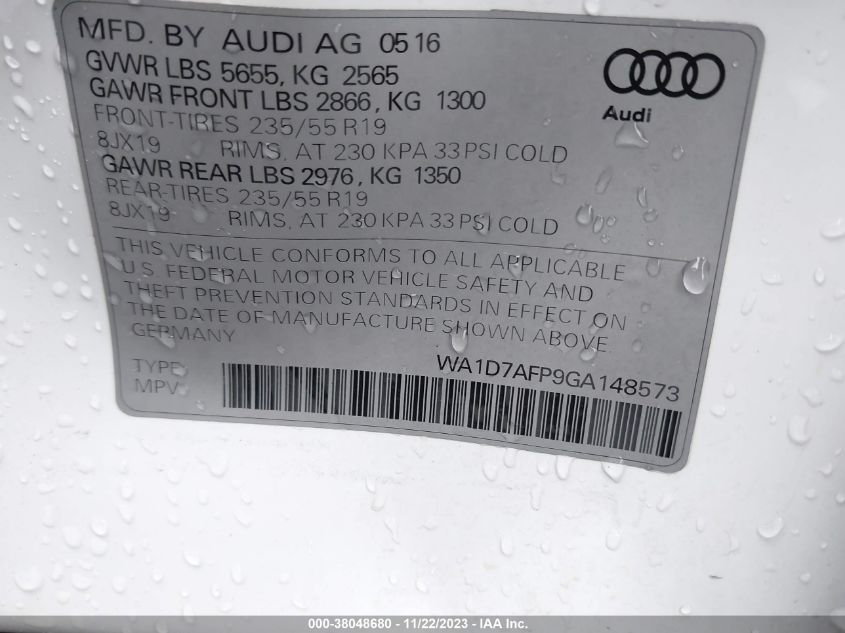 MFD. BY AUDI AG 0516
GVWR LBS 5655, KG 2565
GAWR FRONT LBS 2866, KG 1300
FRONT-TIRES 235/55 R19
8JX19 RIMS, AT 230 KPA 33 PSI COLD
GAWR REAR LBS 2976, KG 1350
REAR-TIRES 235/55 R19
8JX19 RIMS, AT 230 KPA 33 PSI COLD
Audi
THIS VEHICLE CONFORMS TO ALL APPLICABLE
U.S. FEDERAL MOTOR VEHICLE SAFETY AND
THEFT PREVENTION STANDARDS IN EFFECT ON
THE DATE OF MANUFACTURE SHOWN ABOVE.
GERMANY
WA1D7AFP9GA148573
TYPE:
MPV
000-38048680 - 11/22/2023 - IAA Inc.